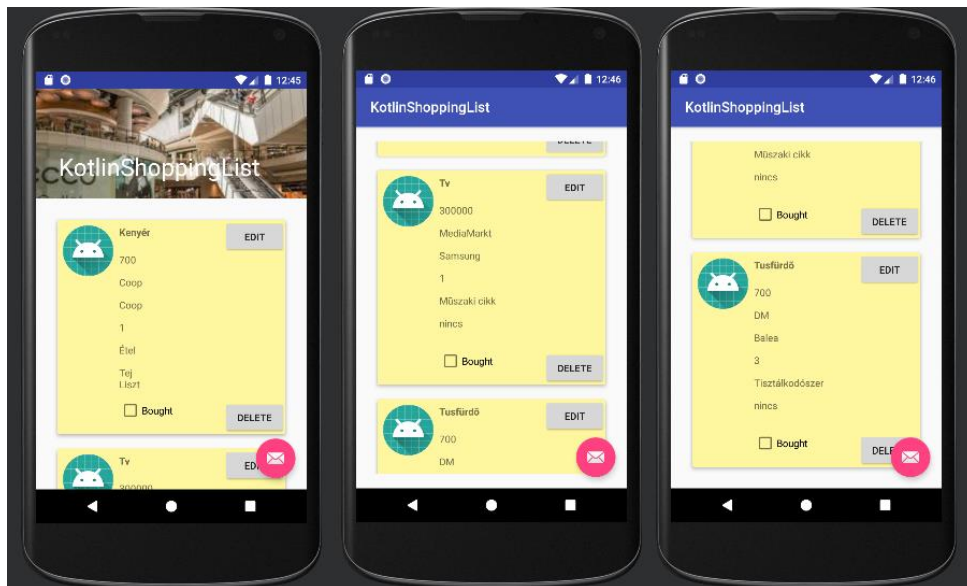 12:45
KotlinShoppingList
Kenyér
EDIT
700
Coop
Coop
1
Étel
Tej
Liszt
Bought
DELETE
Tv
300000
12:46
KotlinShoppingList
DELETE
Tv
EDIT
300000
MediaMarkt
Samsung
1
Műszaki cikk
nincs
Bought
DELETE
Tusfürdő
EDIT
700
DM
12:46
KotlinShoppingList
Műszaki cikk
nincs
Bought
DELETE
Tusfürdő
EDIT
700
DM
Balea
3
Tisztálkodószer
nincs
Bought